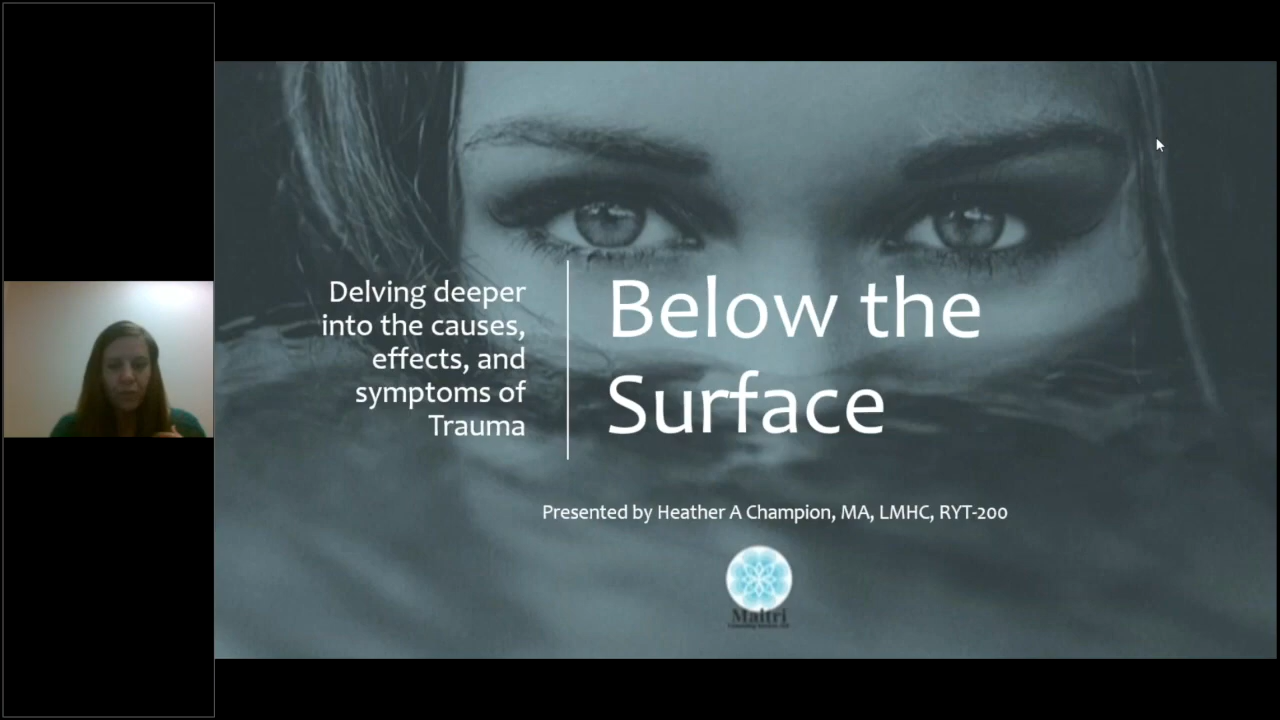 Delving deeper
into the causes,
effects, and
symptoms of
Trauma
Below the
Surface
Presented by Heather A Champion, MA, LMHC, RYT-200
Maitri